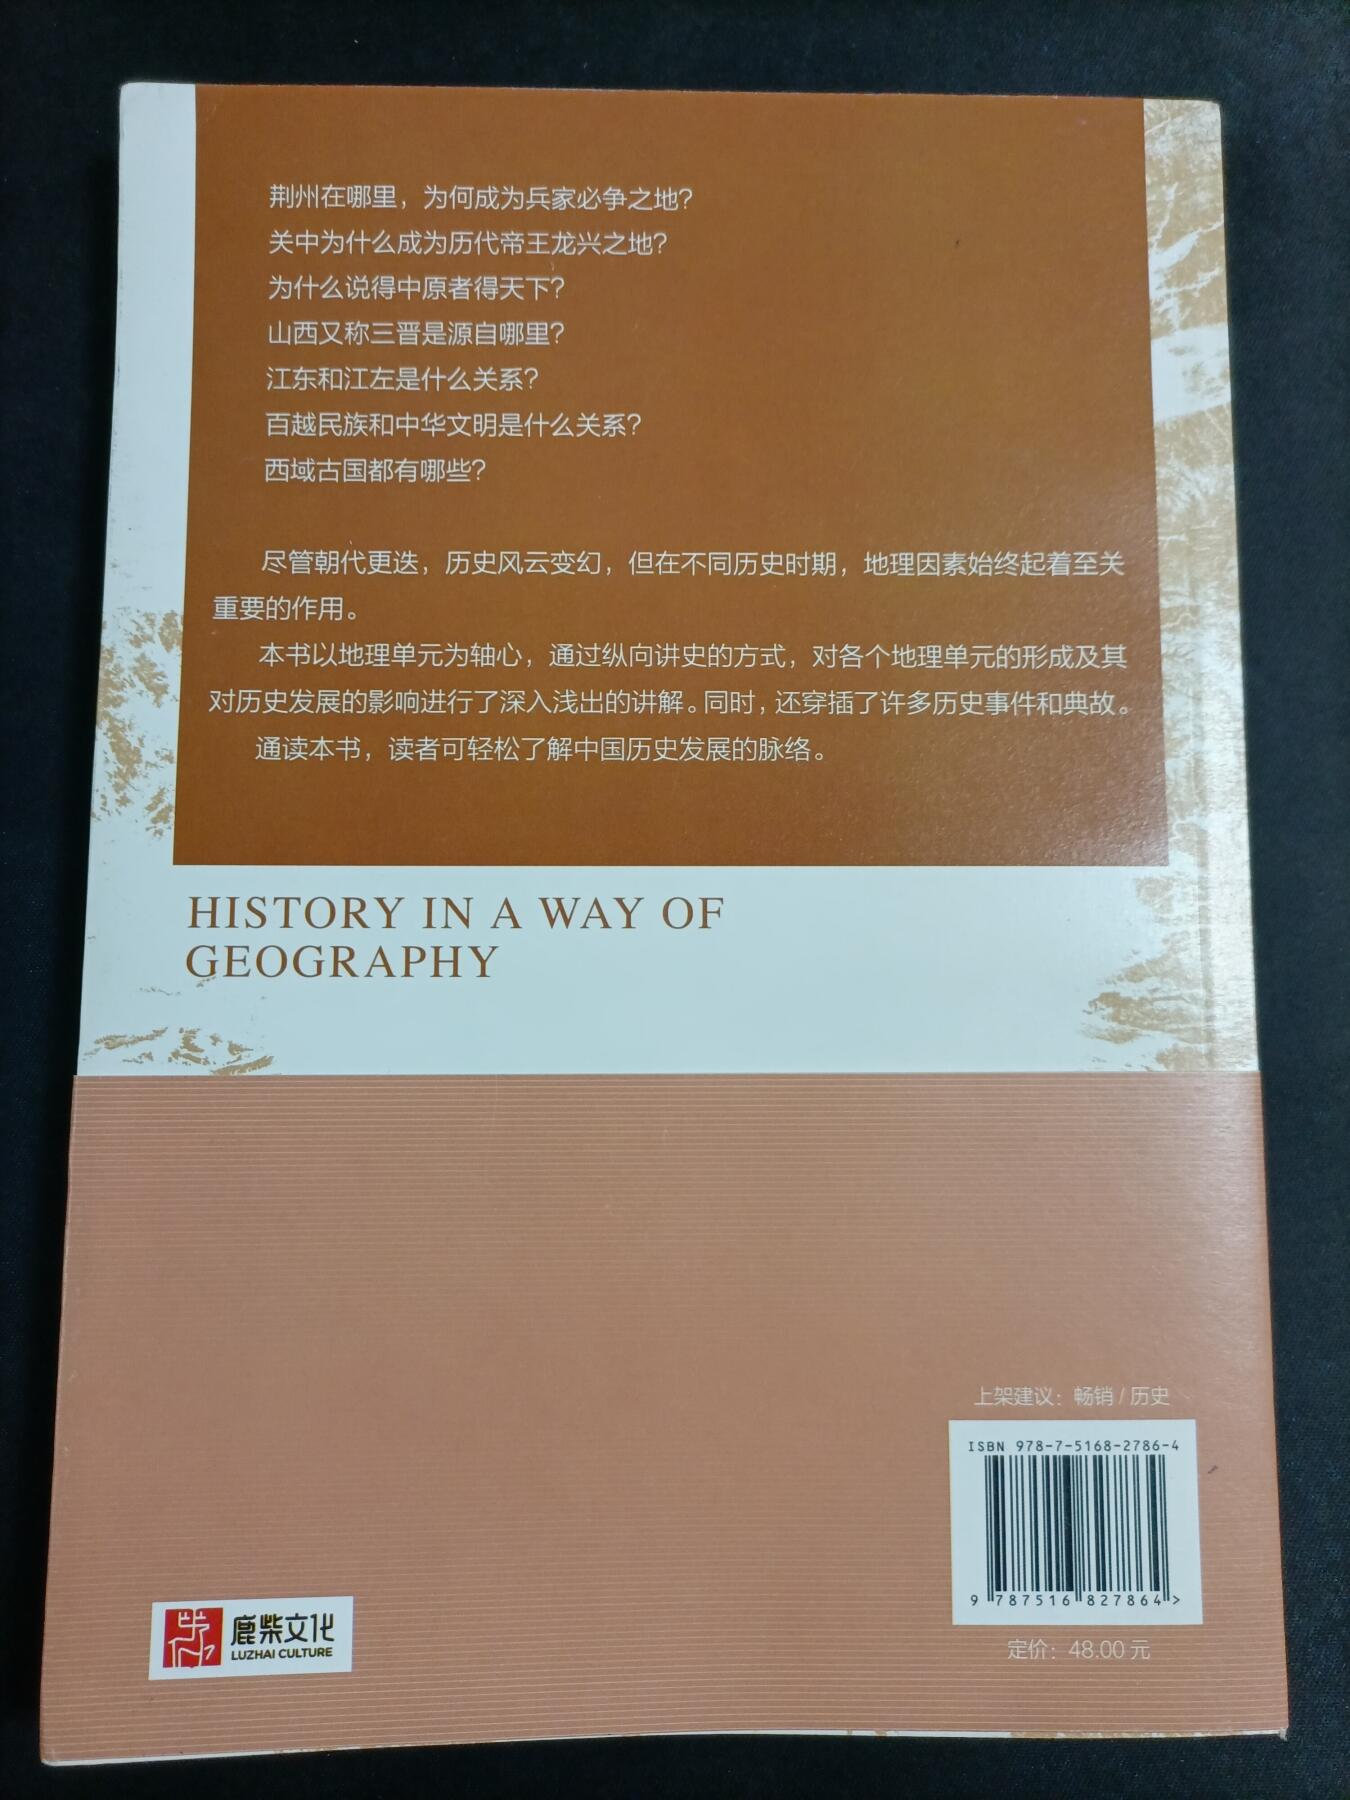 荆州在哪里，为何成为兵家必争之地？
关中为什么成为历代帝王龙兴之地？
为什么说得中原者得天下？
山西又称三晋是源自哪里？
江东和江左是什么关系？
百越民族和中华文明是什么关系？
西域古国都有哪些？
尽管朝代更迭，历史风云变幻，但在不同历史时期，地理因素始终起着至关
重要的作用。
本书以地理单元为轴心，通过纵向讲史的方式，对各个地理单元的形成及其
对历史发展的影响进行了深入浅出的讲解。同时，还穿插了许多历史事件和典故。
通读本书，读者可轻松了解中国历史发展的脉络。
HISTORY IN A WAY OF
GEOGRAPHY
上架建议：畅销/历史
ISBN 978-7-5168-2786-4
9 787516 827864 >
定价：48.00元
鹿柴文化
LUZHAI CULTURE